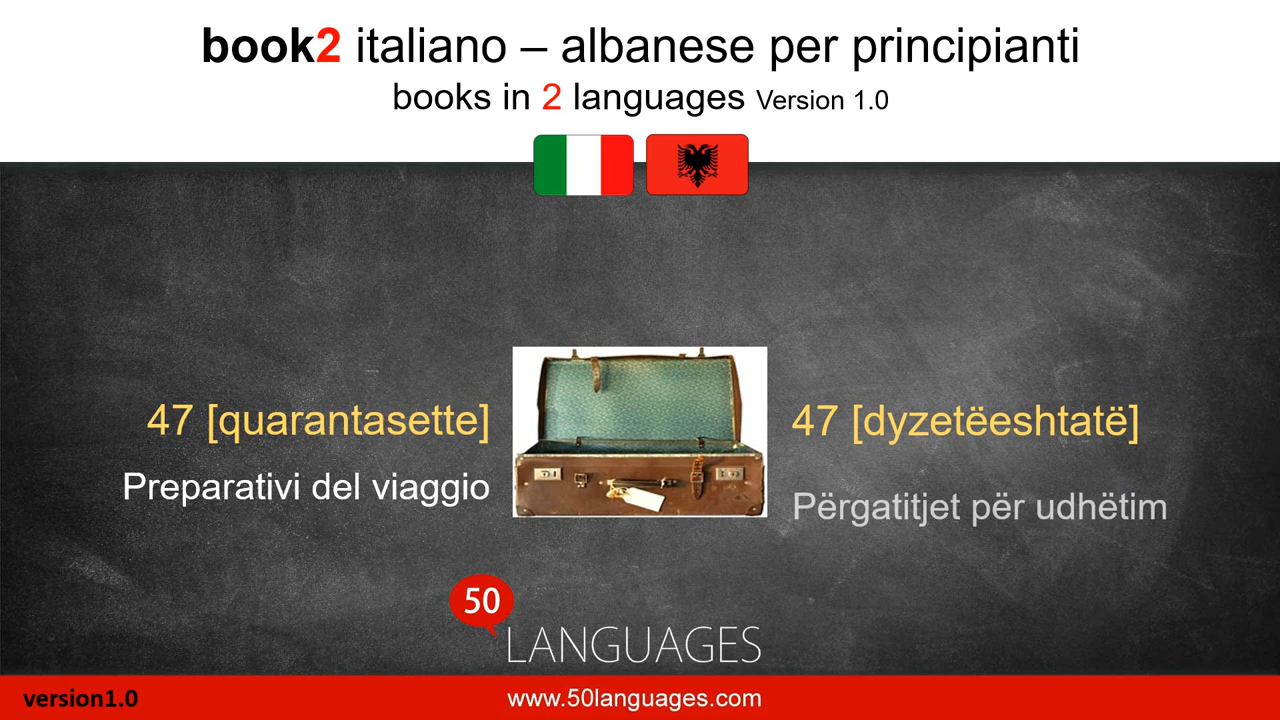 book2 italiano – albanese per principianti
books in 2 languages Version 1.0
47 [quarantasette]
Preparativi del viaggio
47 [dyzetëeshtatë]
Përgatitjet për udhëtim
50
LANGUAGES
version1.0
www.50languages.com